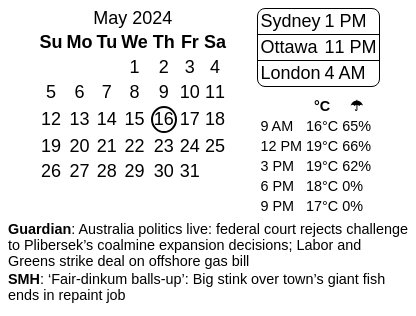 May 2024
Su Mo Tu We Th Fr Sa
1 2 3 4
5 6 7 8 9 10 11
12 13 14 15 16 17 18
19 20 21 22 23 24 25
26 27 28 29 30 31
Sydney 1 PM
Ottawa 11 PM
London 4 AM
°C ☂
9 AM 16°C 65%
12 PM 19°C 66%
3 PM 19°C 62%
6 PM 18°C 0%
9 PM 17°C 0%
Guardian: Australia politics live: federal court rejects challenge
to Plibersek’s coalmine expansion decisions; Labor and
Greens strike deal on offshore gas bill
SMH: ‘Fair-dinkum balls-up’: Big stink over town’s giant fish
ends in repaint job